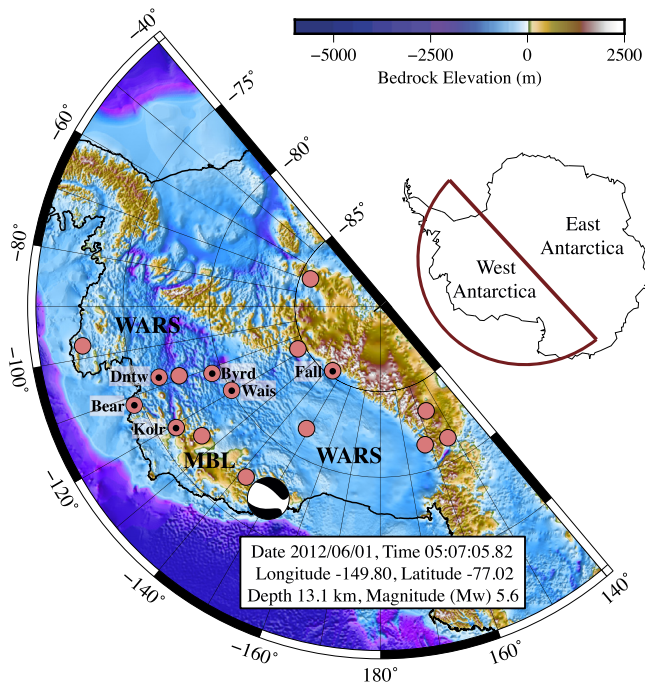 −5000 −2500 0 2500
Bedrock Elevation (m)
−40˚
−75˚
−60˚
−80˚
−85˚
−80˚
East
Antarctica
West
Antarctica
WARS
−100˚
Dntw
Byrd
Fall
Wais
Bear
Kolr
MBL
WARS
−120˚
Date 2012/06/01, Time 05:07:05.82
Longitude -149.80, Latitude -77.02
Depth 13.1 km, Magnitude (Mw) 5.6
−140˚
140˚
−160˚
160˚
180˚